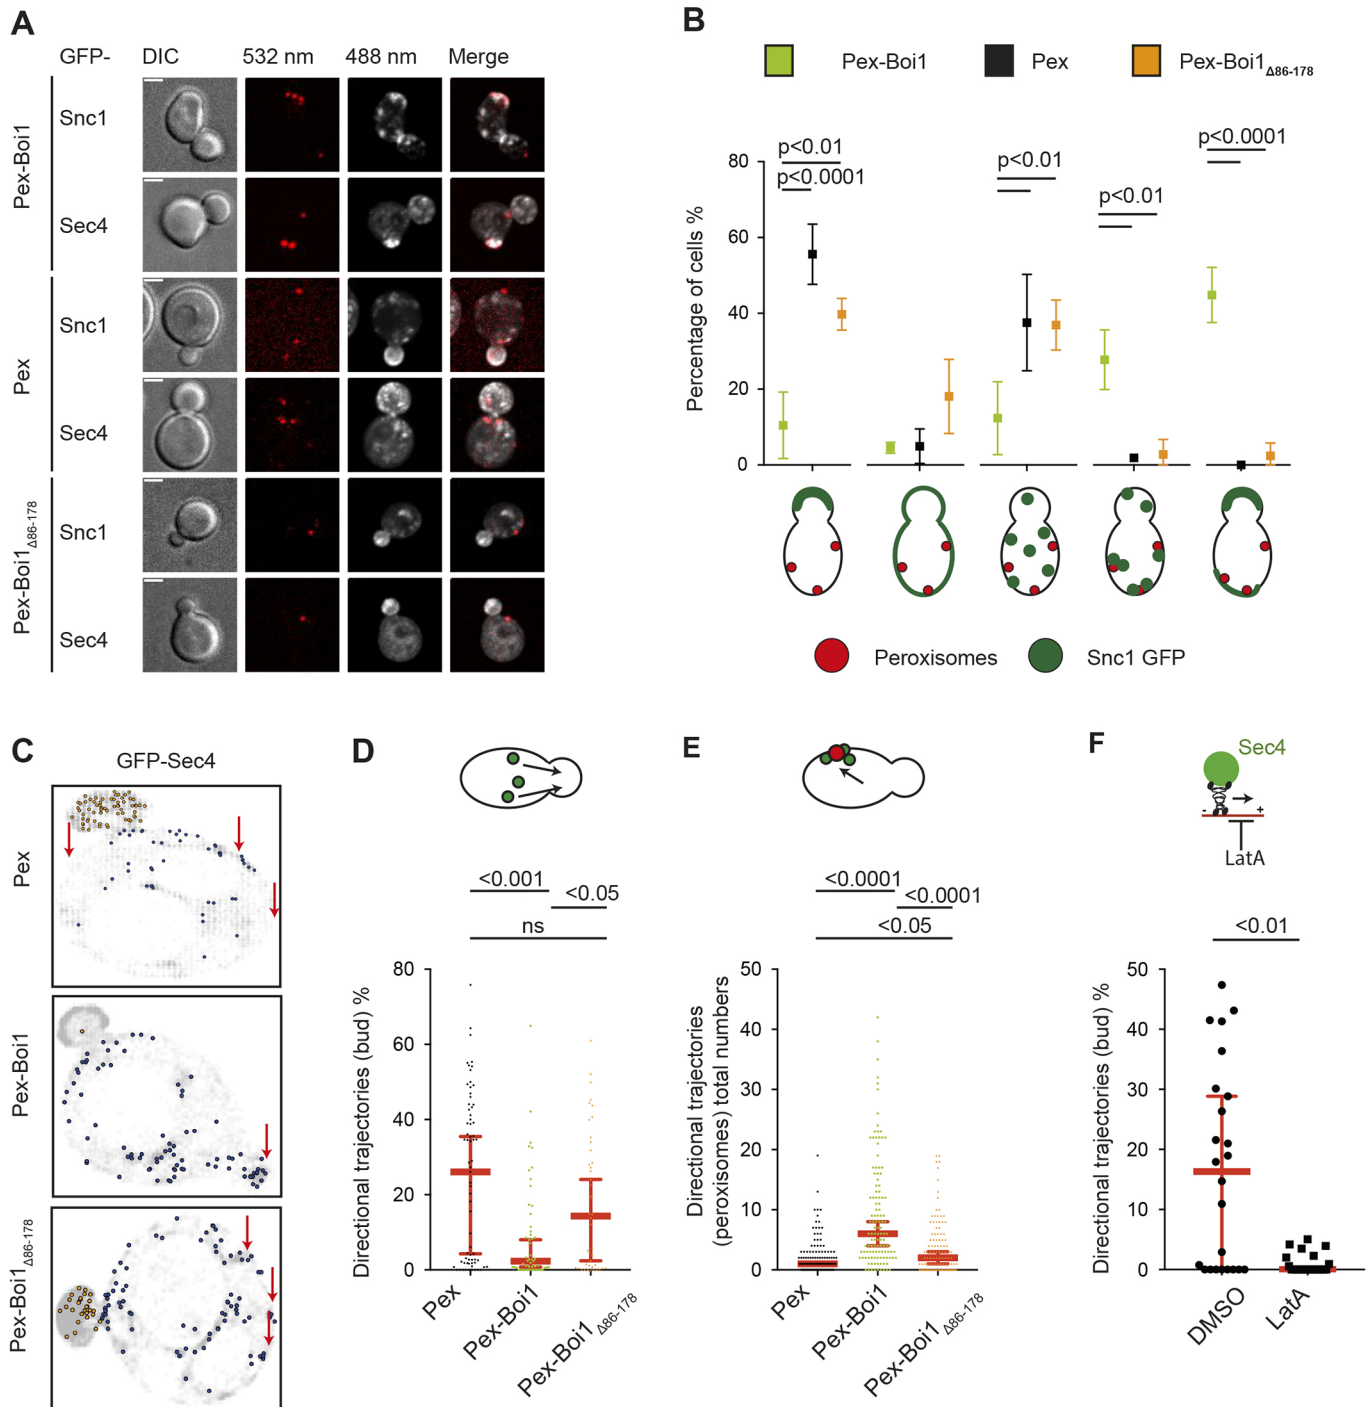 A
GFP-
DIC
532 nm
488 nm
Merge
Pex-Boi1
Snc1
Sec4
Pex
Snc1
Sec4
Pex-Boi1Δ86-178
Snc1
Sec4
B
Pex-Boi1
Pex
Pex-Boi1Δ86-178
Percentage of cells %
80
60
40
20
0
p<0.01
p<0.0001
p<0.01
p<0.01
p<0.0001
Peroxisomes
Snc1 GFP
C
GFP-Sec4
Pex
Pex-Boi1
Pex-Boi1Δ86-178
D
<0.001
<0.05
ns
Directional trajectories (bud) %
80
60
40
20
0
Pex
Pex-Boi1
Pex-Boi1 Δ86-178
E
<0.0001
<0.0001
<0.05
Directional trajectories
(peroxisomes) total numbers
50
40
30
20
10
0
Pex
Pex-Boi1
Pex-Boi1 Δ86-178
F
Sec4
- +
LatA
<0.01
Directional trajectories (bud) %
50
40
30
20
10
0
DMSO
LatA